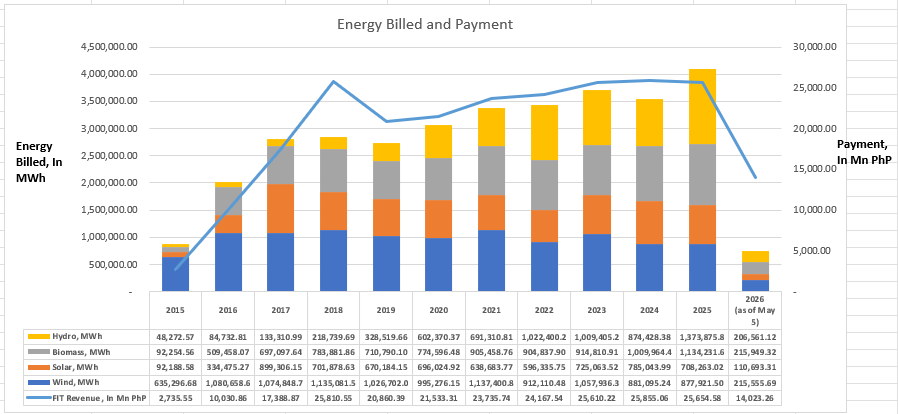 Energy Billed and Payment
4,500,000.00
4,000,000.00
3,500,000.00
3,000,000.00
2,500,000.00
2,000,000.00
1,500,000.00
1,000,000.00
500,000.00
-
Energy
Billed, In
MWh
30,000.00
25,000.00
20,000.00
15,000.00
10,000.00
5,000.00
-
Payment,
In Mn PhP
2015 2016 2017 2018 2019 2020 2021 2022 2023 2024 2025 2026 (as of May 5)
Hydro, MWh 48,272.57 84,732.81 133,310.99 218,739.69 328,519.66 602,370.37 691,310.81 1,022,400.2 1,009,405.2 874,428.38 1,373,875.8 206,561.12
Biomass, MWh 92,254.56 509,458.07 697,097.64 783,881.86 710,790.10 774,596.48 905,458.76 904,837.90 914,810.91 1,009,964.4 1,134,231.6 215,949.32
Solar, MWh 92,188.58 334,475.27 899,306.15 701,878.63 670,184.15 696,024.92 638,683.77 596,335.75 725,063.52 785,043.99 708,263.02 110,693.31
Wind, MWh 635,296.68 1,080,658.6 1,074,848.7 1,135,081.5 1,026,702.0 995,276.15 1,137,400.8 912,110.48 1,057,936.3 881,095.24 877,921.50 215,555.69
FIT Revenue , In Mn PhP 2,735.55 10,030.86 17,388.87 25,810.55 20,860.39 21,533.31 23,735.74 24,167.54 25,610.22 25,855.06 25,654.58 14,023.26